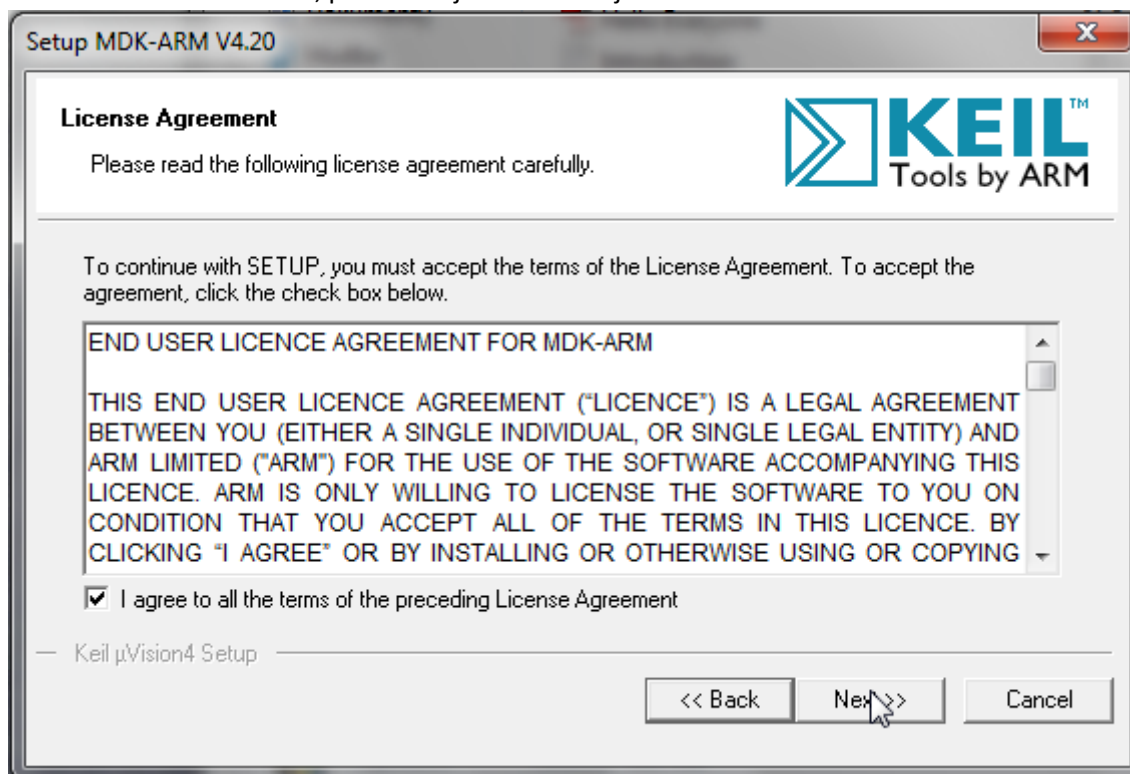 Setup MDK-ARM V4.20
License Agreement
Please read the following license agreement carefully.
KEIL™
Tools by ARM
To continue with SETUP, you must accept the terms of the License Agreement. To accept the
agreement, click the check box below.
END USER LICENCE AGREEMENT FOR MDK-ARM
THIS END USER LICENCE AGREEMENT (“LICENCE”) IS A LEGAL AGREEMENT
BETWEEN YOU (EITHER A SINGLE INDIVIDUAL, OR SINGLE LEGAL ENTITY) AND
ARM LIMITED ("ARM") FOR THE USE OF THE SOFTWARE ACCOMPANYING THIS
LICENCE. ARM IS ONLY WILLING TO LICENSE THE SOFTWARE TO YOU ON
CONDITION THAT YOU ACCEPT ALL OF THE TERMS IN THIS LICENCE. BY
CLICKING “I AGREE” OR BY INSTALLING OR OTHERWISE USING OR COPYING
I agree to all the terms of the preceding License Agreement
Keil µVision4 Setup
<< Back Next >> Cancel